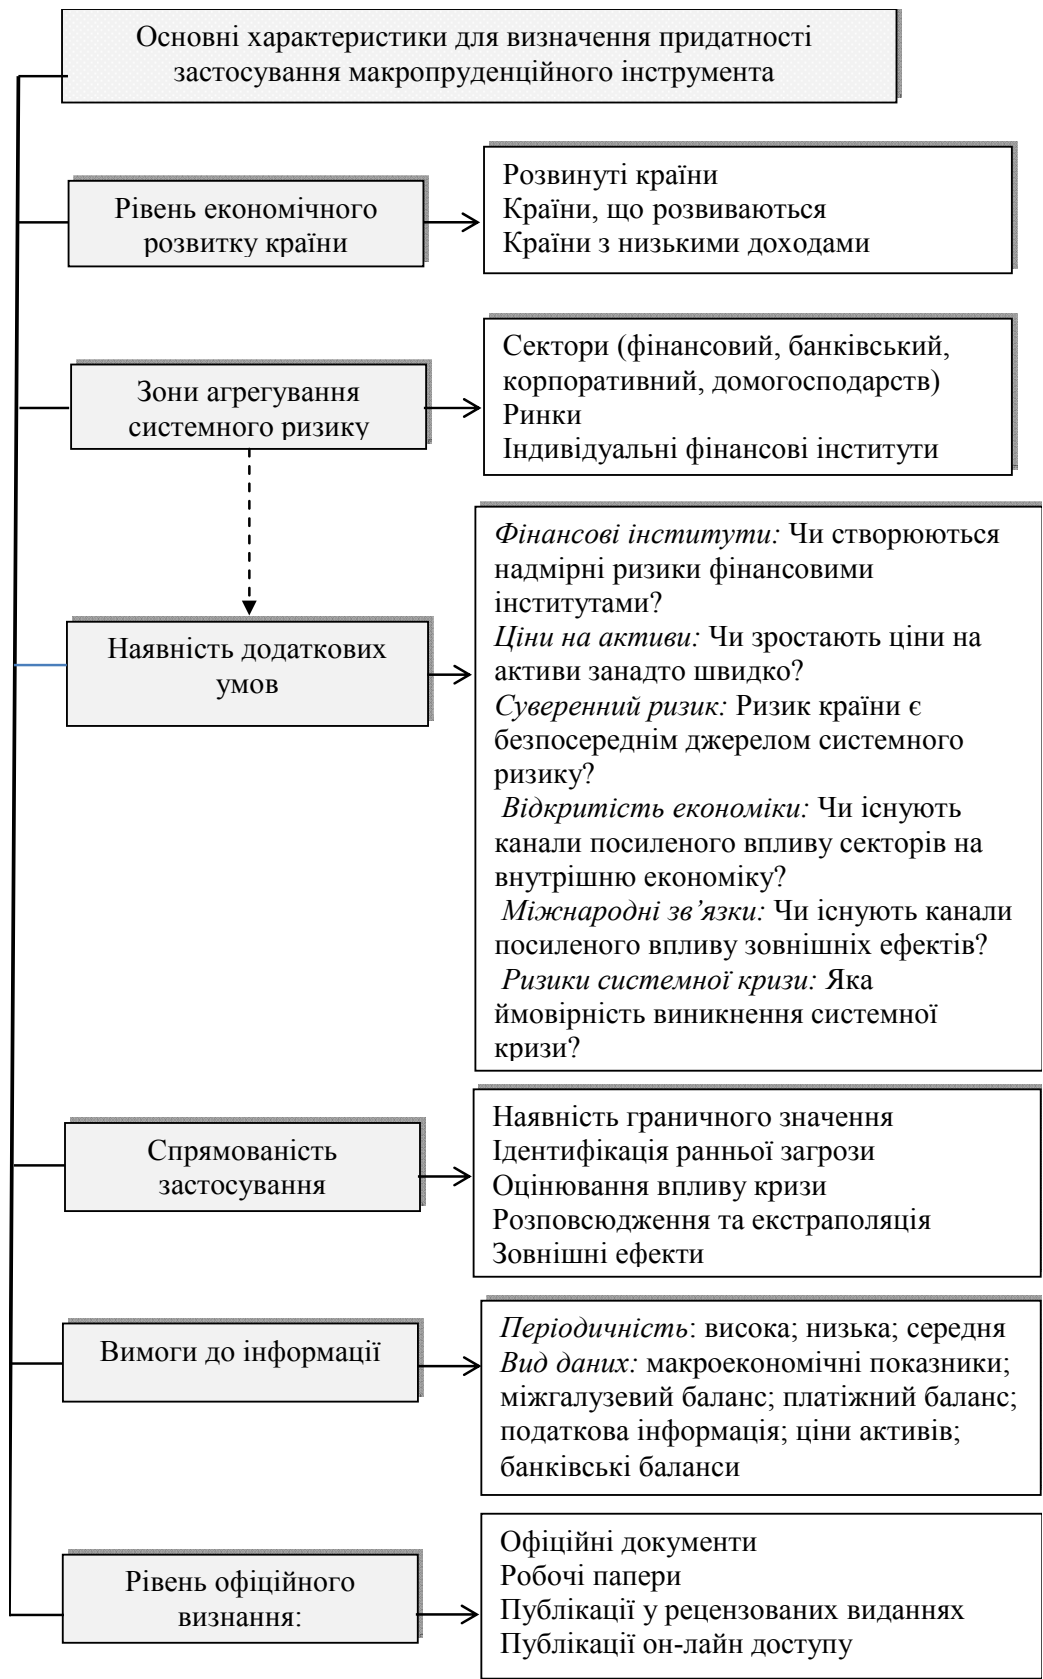 Основні характеристики для визначення придатності
застосування макропруденційного інструмента
Рівень економічного
розвитку країни
Розвинуті країни
Країни, що розвиваються
Країни з низькими доходами
Зони агрегування
системного ризику
Сектори (фінансовий, банківський,
корпоративний, домогосподарств)
Ринки
Індивідуальні фінансові інститути
Наявність додаткових
умов
Фінансові інститути: Чи створюються
надмірні ризики фінансовими
інститутами?
Ціни на активи: Чи зростають ціни на
активи занадто швидко?
Суверенний ризик: Ризик країни є
безпосереднім джерелом системного
ризику?
Відкритість економіки: Чи існують
канали посиленого впливу секторів на
внутрішню економіку?
Міжнародні зв’язки: Чи існують канали
посиленого впливу зовнішніх ефектів?
Ризики системної кризи: Яка
ймовірність виникнення системної
кризи?
Спрямованість
застосування
Наявність граничного значення
Ідентифікація ранньої загрози
Оцінювання впливу кризи
Розповсюдження та екстраполяція
Зовнішні ефекти
Вимоги до інформації
Періодичність: висока; низька; середня
Вид даних: макроекономічні показники;
міжгалузевий баланс; платіжний баланс;
податкова інформація; ціни активів;
банківські баланси
Рівень офіційного
визнання:
Офіційні документи
Робочі папери
Публікації у рецензованих виданнях
Публікації он-лайн доступу